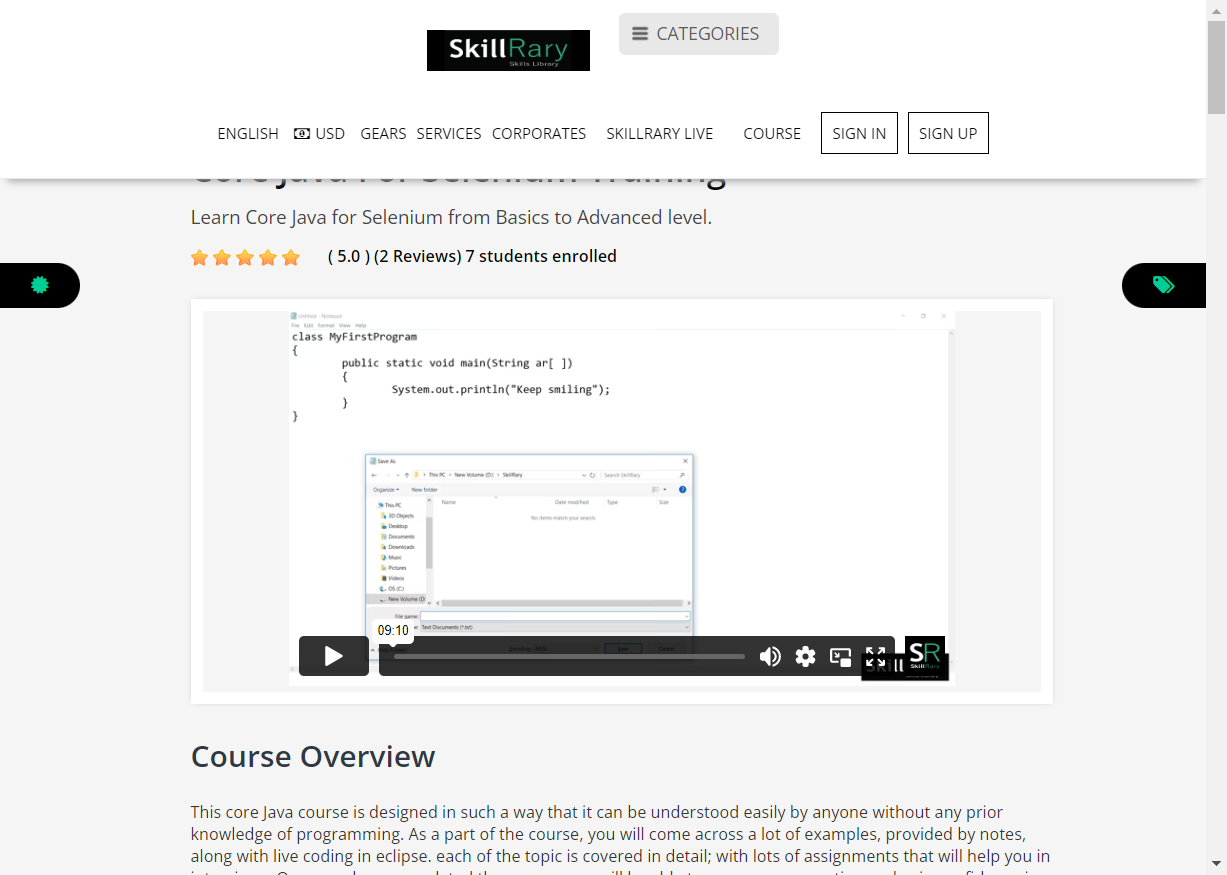 SkillRary
Skills Library
CATEGORIES
ENGLISH USD GEARS SERVICES CORPORATES SKILLRARY LIVE COURSE SIGN IN SIGN UP
Core Java For Selenium Training
Learn Core Java for Selenium from Basics to Advanced level.
( 5.0 ) (2 Reviews) 7 students enrolled
Untitled - Notepad
File Edit Format View Help
class MyFirstProgram
{
public static void main(String ar[ ])
{
System.out.println("Keep smiling");
}
}
Save As
This PC > New Volume (D:) > SkillRary
Search SkillRary
Organize New folder
Name Date modified Type Size
No items match your search.
This PC
3D Objects
Desktop
Documents
Downloads
Music
Pictures
Videos
OS (C:)
New Volume (D
File name:
Text Documents (*.txt)
09:10
SR
SkillRary
Skill
Course Overview
This core Java course is designed in such a way that it can be understood easily by anyone without any prior
knowledge of programming. As a part of the course, you will come across a lot of examples, provided by notes,
along with live coding in eclipse. each of the topic is covered in detail; with lots of assignments that will help you in